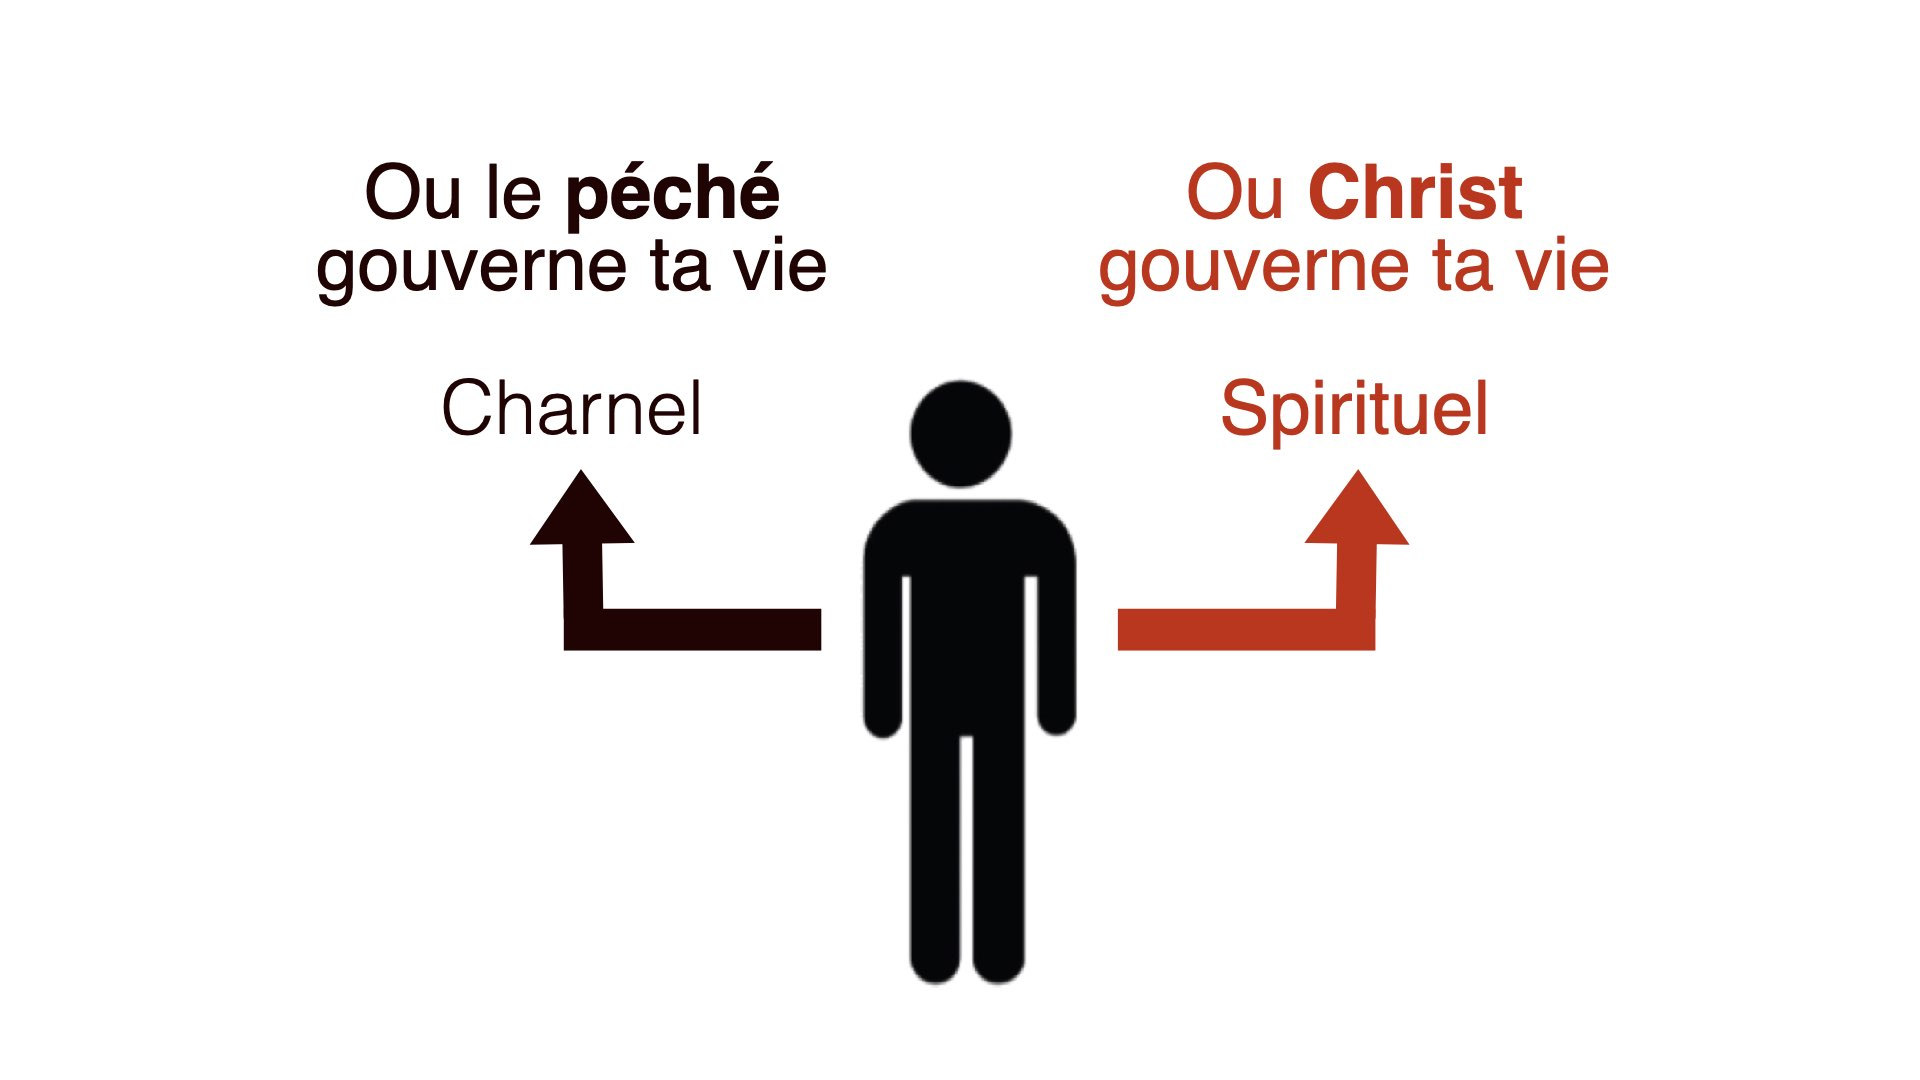 Ou le péché
gouverne ta vie
Charnel
Ou Christ
gouverne ta vie
Spirituel